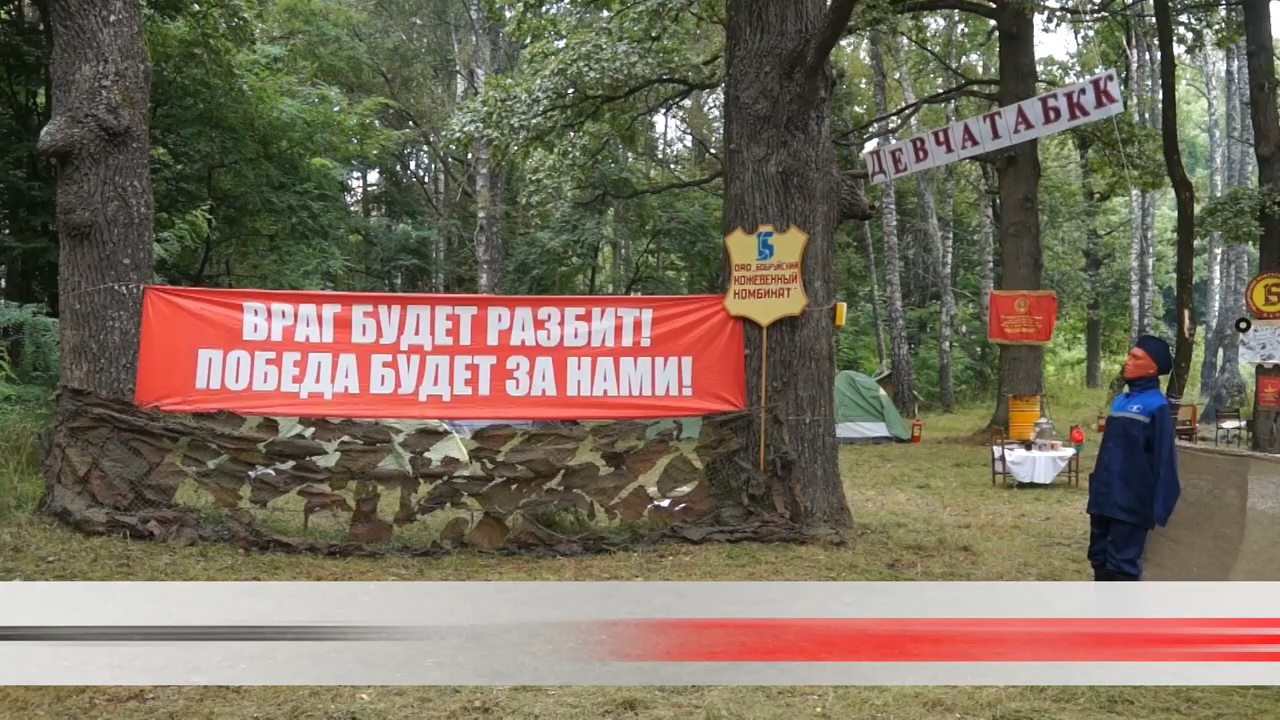 ВРАГ БУДЕТ РАЗБИТ!
ПОБЕДА БУДЕТ ЗА НАМИ!
ОАО „БОБРУЙСКИЙ
КОЖЕВЕННЫЙ
КОМБИНАТ"
ДЕВЧАТАБКК